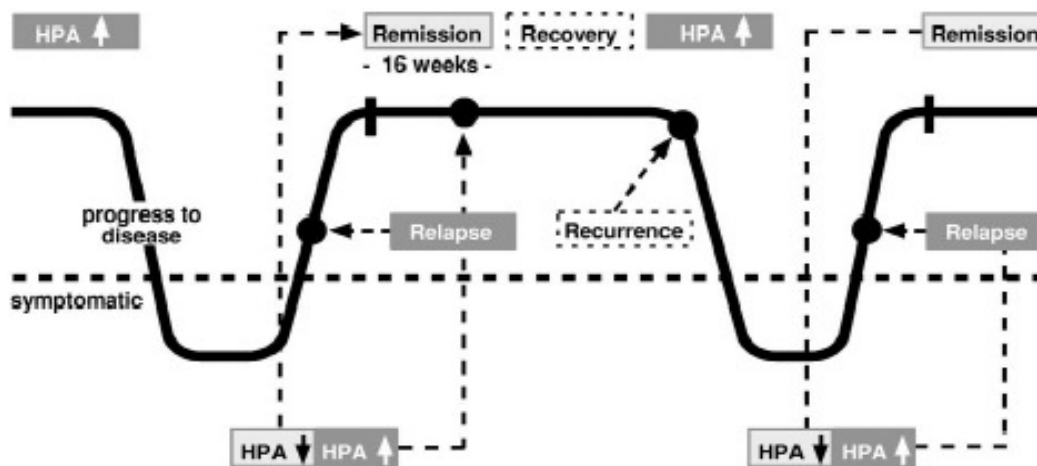 HPA
Remission
Recovery
HPA
Remission
- 16 weeks -
progress to
disease
Relapse
Recurrence
Relapse
symptomatic
HPA
HPA
HPA
HPA